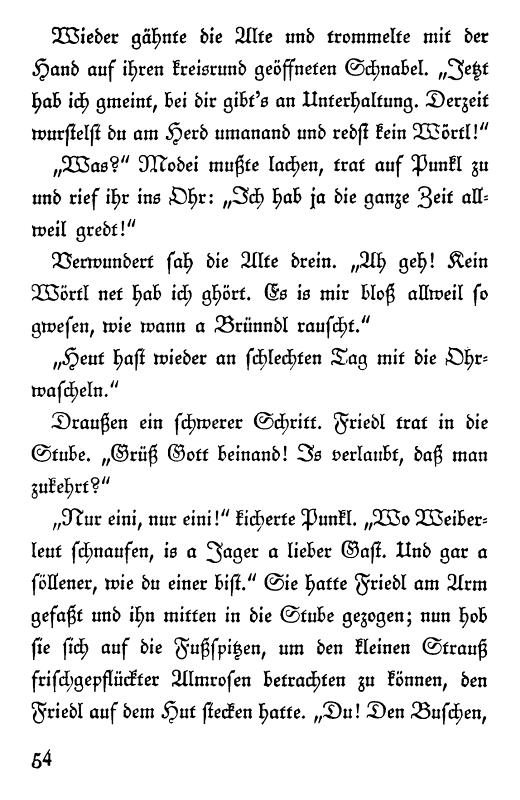 Wieder gähnte die Alte und trommelte mit der
Hand auf ihren kreisrund geöffneten Schnabel. „Jetzt
hab ich gmeint, bei dir gibt's an Unterhaltung. Derzeit
wurstelst du am Herd umanand und redst kein Wörtl!“
„Was?“ Modei mußte lachen, trat auf Punkl zu
und rief ihr ins Ohr: „Ich hab ja die ganze Zeit all-
weil gredt!“
Verwundert sah die Alte drein. „Ah geh! Kein
Wörtl net hab ich ghört. Es is mir bloß allweil so
gwesen, wie wann a Brünndl rauscht.“
„Heut hast wieder an schlechten Tag mit die Ohr-
wascheln.“
Draußen ein schwerer Schritt. Friedl trat in die
Stube. „Grüß Gott beinand! Is verlaubt, daß man
zukehrt?“
„Nur eini, nur eini!“ kicherte Punkl. „Wo Weiber-
leut schnaufen, is a Jager a lieber Gast. Und gar a
söllener, wie du einer bist.“ Sie hatte Friedl am Arm
gefaßt und ihn mitten in die Stube gezogen; nun hob
sie sich auf die Fußspitzen, um den kleinen Strauß
frischgepflückter Almrosen betrachten zu können, den
Friedl auf dem Hut stecken hatte. „Du! Den Buschen,
54